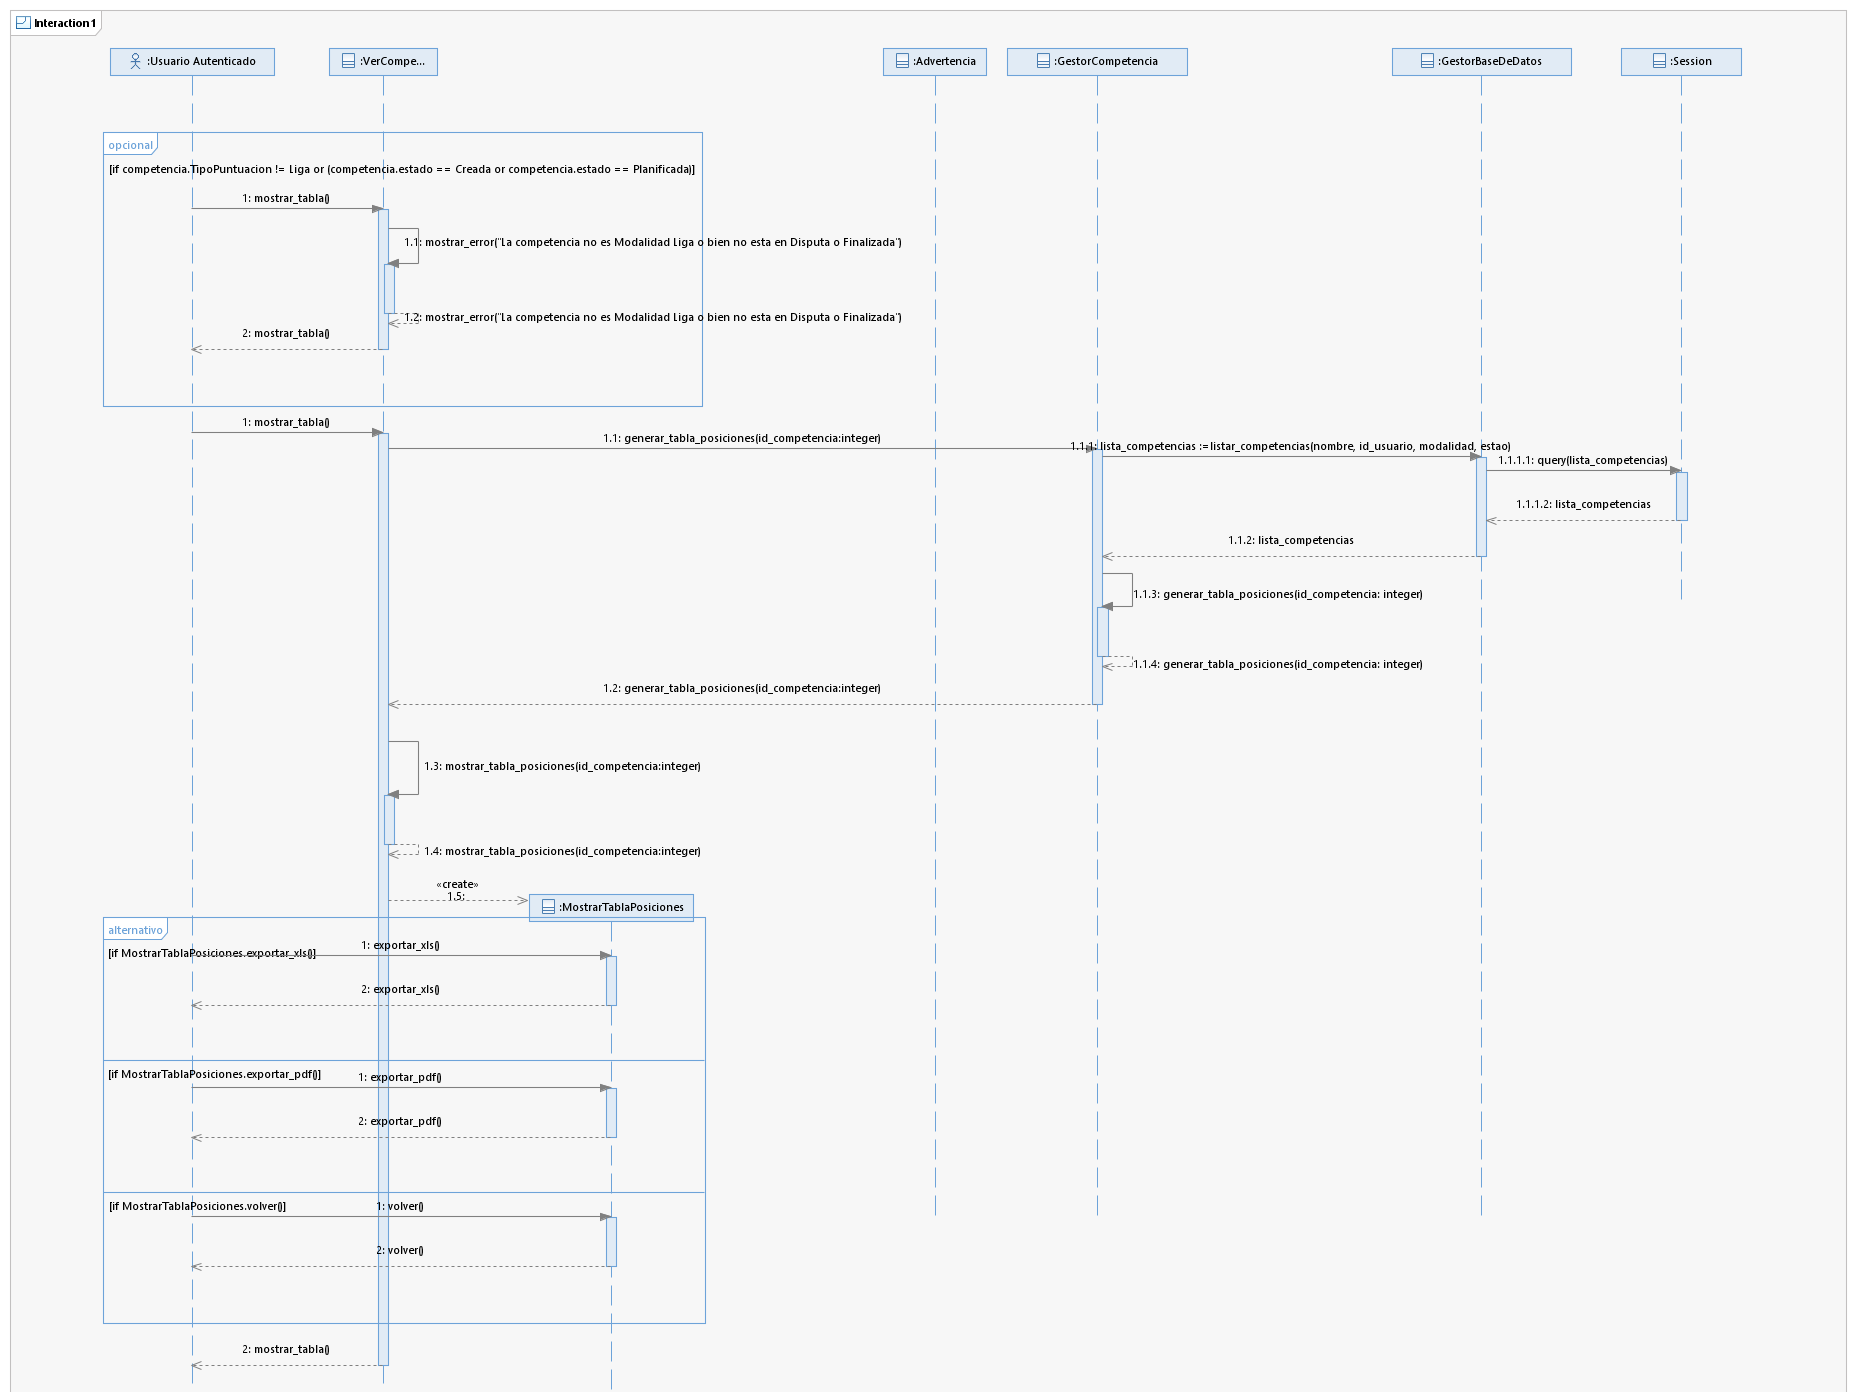 Interaction1
:Usuario Autenticado
:VerCompe...
:Advertencia
:GestorCompetencia
:GestorBaseDeDatos
:Session
opcional
[if competencia.TipoPuntuacion != Liga or (competencia.estado == Creada or competencia.estado == Planificada)]
1: mostrar_tabla()
1.1: mostrar_error("La competencia no es Modalidad Liga o bien no esta en Disputa o Finalizada")
1.2: mostrar_error("La competencia no es Modalidad Liga o bien no esta en Disputa o Finalizada")
2: mostrar_tabla()
1: mostrar_tabla()
1.1: generar_tabla_posiciones(id_competencia:integer)
1.1.1: lista_competencias :=listar_competencias(nombre, id_usuario, modalidad, estao)
1.1.1.1: query(lista_competencias)
1.1.1.2: lista_competencias
1.1.2: lista_competencias
1.1.3: generar_tabla_posiciones(id_competencia: integer)
1.1.4: generar_tabla_posiciones(id_competencia: integer)
1.2: generar_tabla_posiciones(id_competencia:integer)
1.3: mostrar_tabla_posiciones(id_competencia:integer)
1.4: mostrar_tabla_posiciones(id_competencia:integer)
«create»
1.5:
:MostrarTablaPosiciones
alternativo
[if MostrarTablaPosiciones.exportar_xls()]
1: exportar_xls()
2: exportar_xls()
[if MostrarTablaPosiciones.exportar_pdf()]
1: exportar_pdf()
2: exportar_pdf()
[if MostrarTablaPosiciones.volver()]
1: volver()
2: volver()
2: mostrar_tabla()